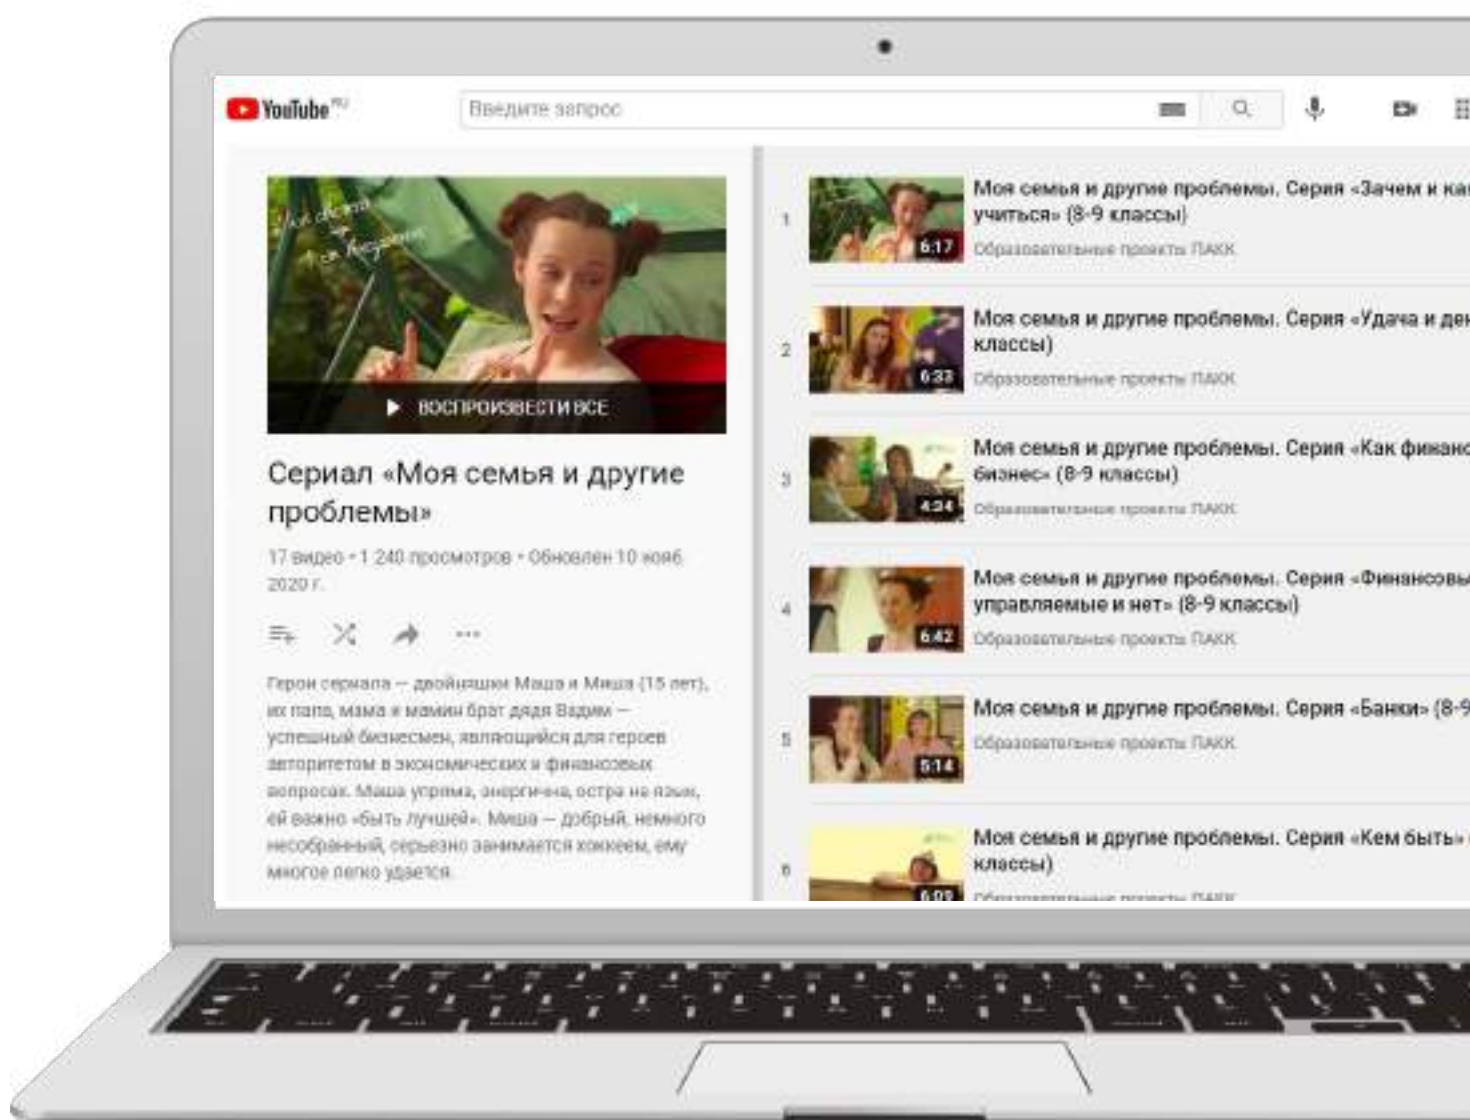 YouTube RU
Введите запрос
ВОСПРОИЗВЕСТИ ВСЕ
Сериал «Моя семья и другие
проблемы»
17 видео • 1 240 просмотров • Обновлен 10 нояб.
2020 г.
Герои сериала — двойняшки Маша и Миша (15 лет),
их папа, мама и мамин брат дядя Вадим —
успешный бизнесмен, являющийся для героев
авторитетом в экономических и финансовых
вопросах. Маша упряма, энергична, остра на язык,
ей важно «быть лучшей». Миша — добрый, немного
несобранный, серьезно занимается хоккеем, ему
многое легко удается.
1
6:17
Моя семья и другие проблемы. Серия «Зачем и как
учиться» (8-9 классы)
Образовательные проекты ПАКК
2
6:33
Моя семья и другие проблемы. Серия «Удача и ден
классы)
Образовательные проекты ПАКК
3
4:34
Моя семья и другие проблемы. Серия «Как финанс
бизнес» (8-9 классы)
Образовательные проекты ПАКК
4
6:42
Моя семья и другие проблемы. Серия «Финансовы
управляемые и нет» (8-9 классы)
Образовательные проекты ПАКК
5
5:14
Моя семья и другие проблемы. Серия «Банки» (8-9
Образовательные проекты ПАКК
6
Моя семья и другие проблемы. Серия «Кем быть» (
классы)
Образовательные проекты ПАКК